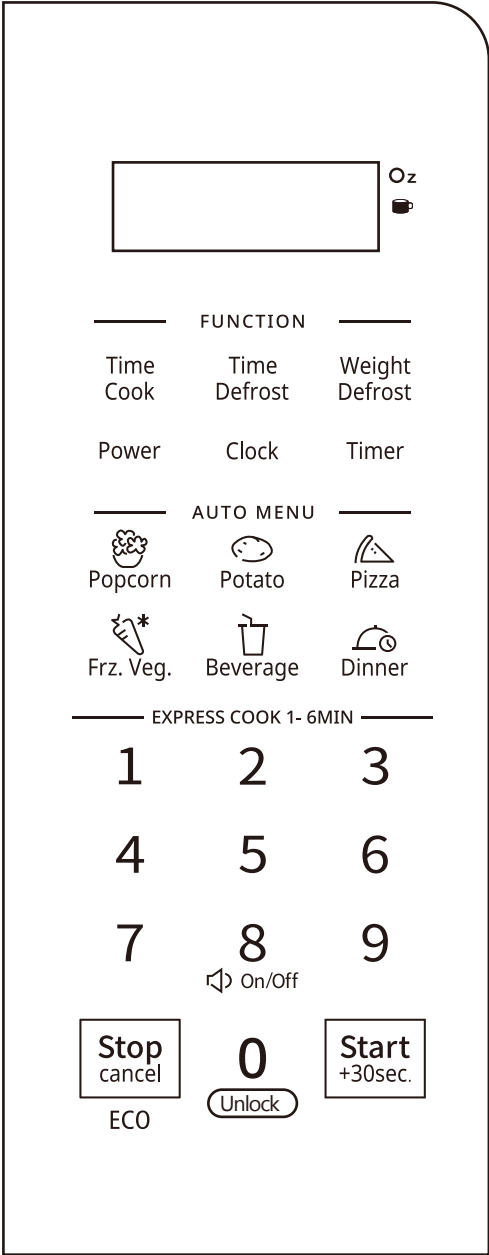 Oz
FUNCTION
Time Cook
Time Defrost
Weight Defrost
Power
Clock
Timer
AUTO MENU
Popcorn
Potato
Pizza
Frz. Veg.
Beverage
Dinner
EXPRESS COOK 1- 6MIN
1
2
3
4
5
6
7
8
9
On/Off
Stop
cancel
0
Start
+30sec.
Unlock
ECO